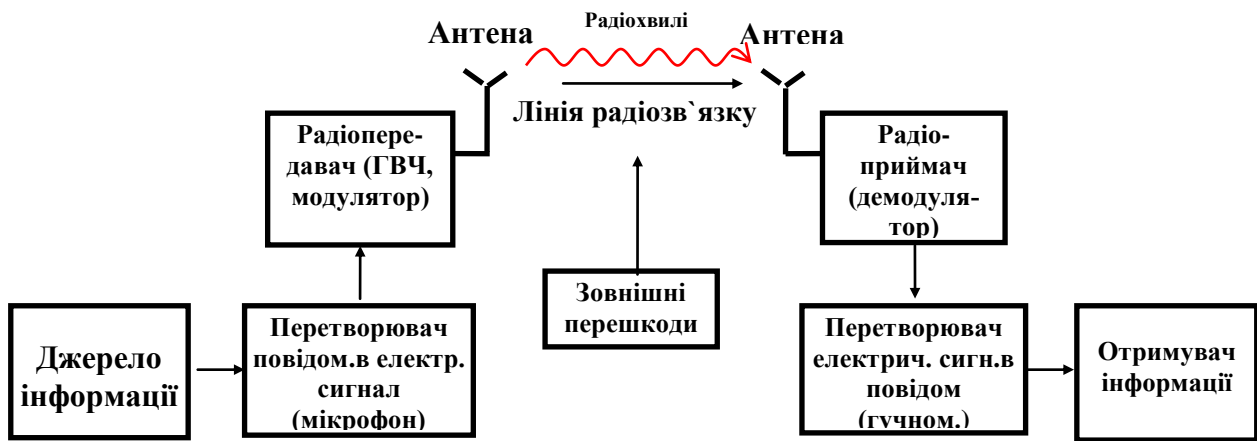 Радіохвилі
Антена
Антена
Лінія радіозв`язку
Радіопере-
давач (ГВЧ,
модулятор)
Радіо-
приймач
(демодуля-
тор)
Зовнішні
перешкоди
Джерело
інформації
Перетворювач
повідом.в електр.
сигнал
(мікрофон)
Перетворювач
електрич. сигн.в
повідом
(гучном.)
Отримувач
інформації